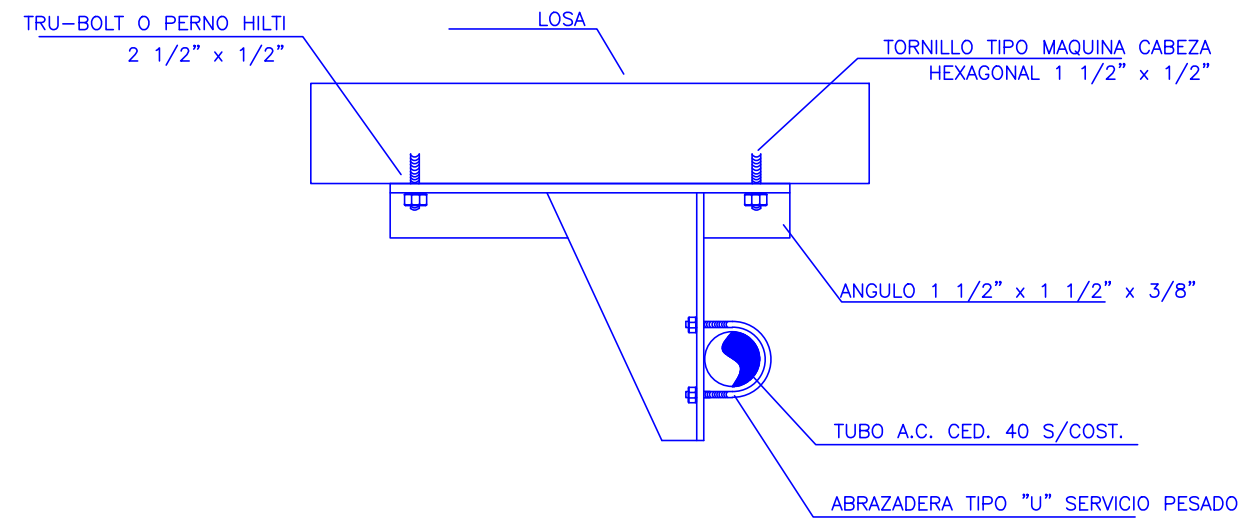 TRU-BOLT O PERNO HILTI
2 1/2" x 1/2"
LOSA
TORNILLO TIPO MAQUINA CABEZA
HEXAGONAL 1 1/2" x 1/2"
ANGULO 1 1/2" x 1 1/2" x 3/8"
TUBO A.C. CED. 40 S/COST.
ABRAZADERA TIPO "U" SERVICIO PESADO